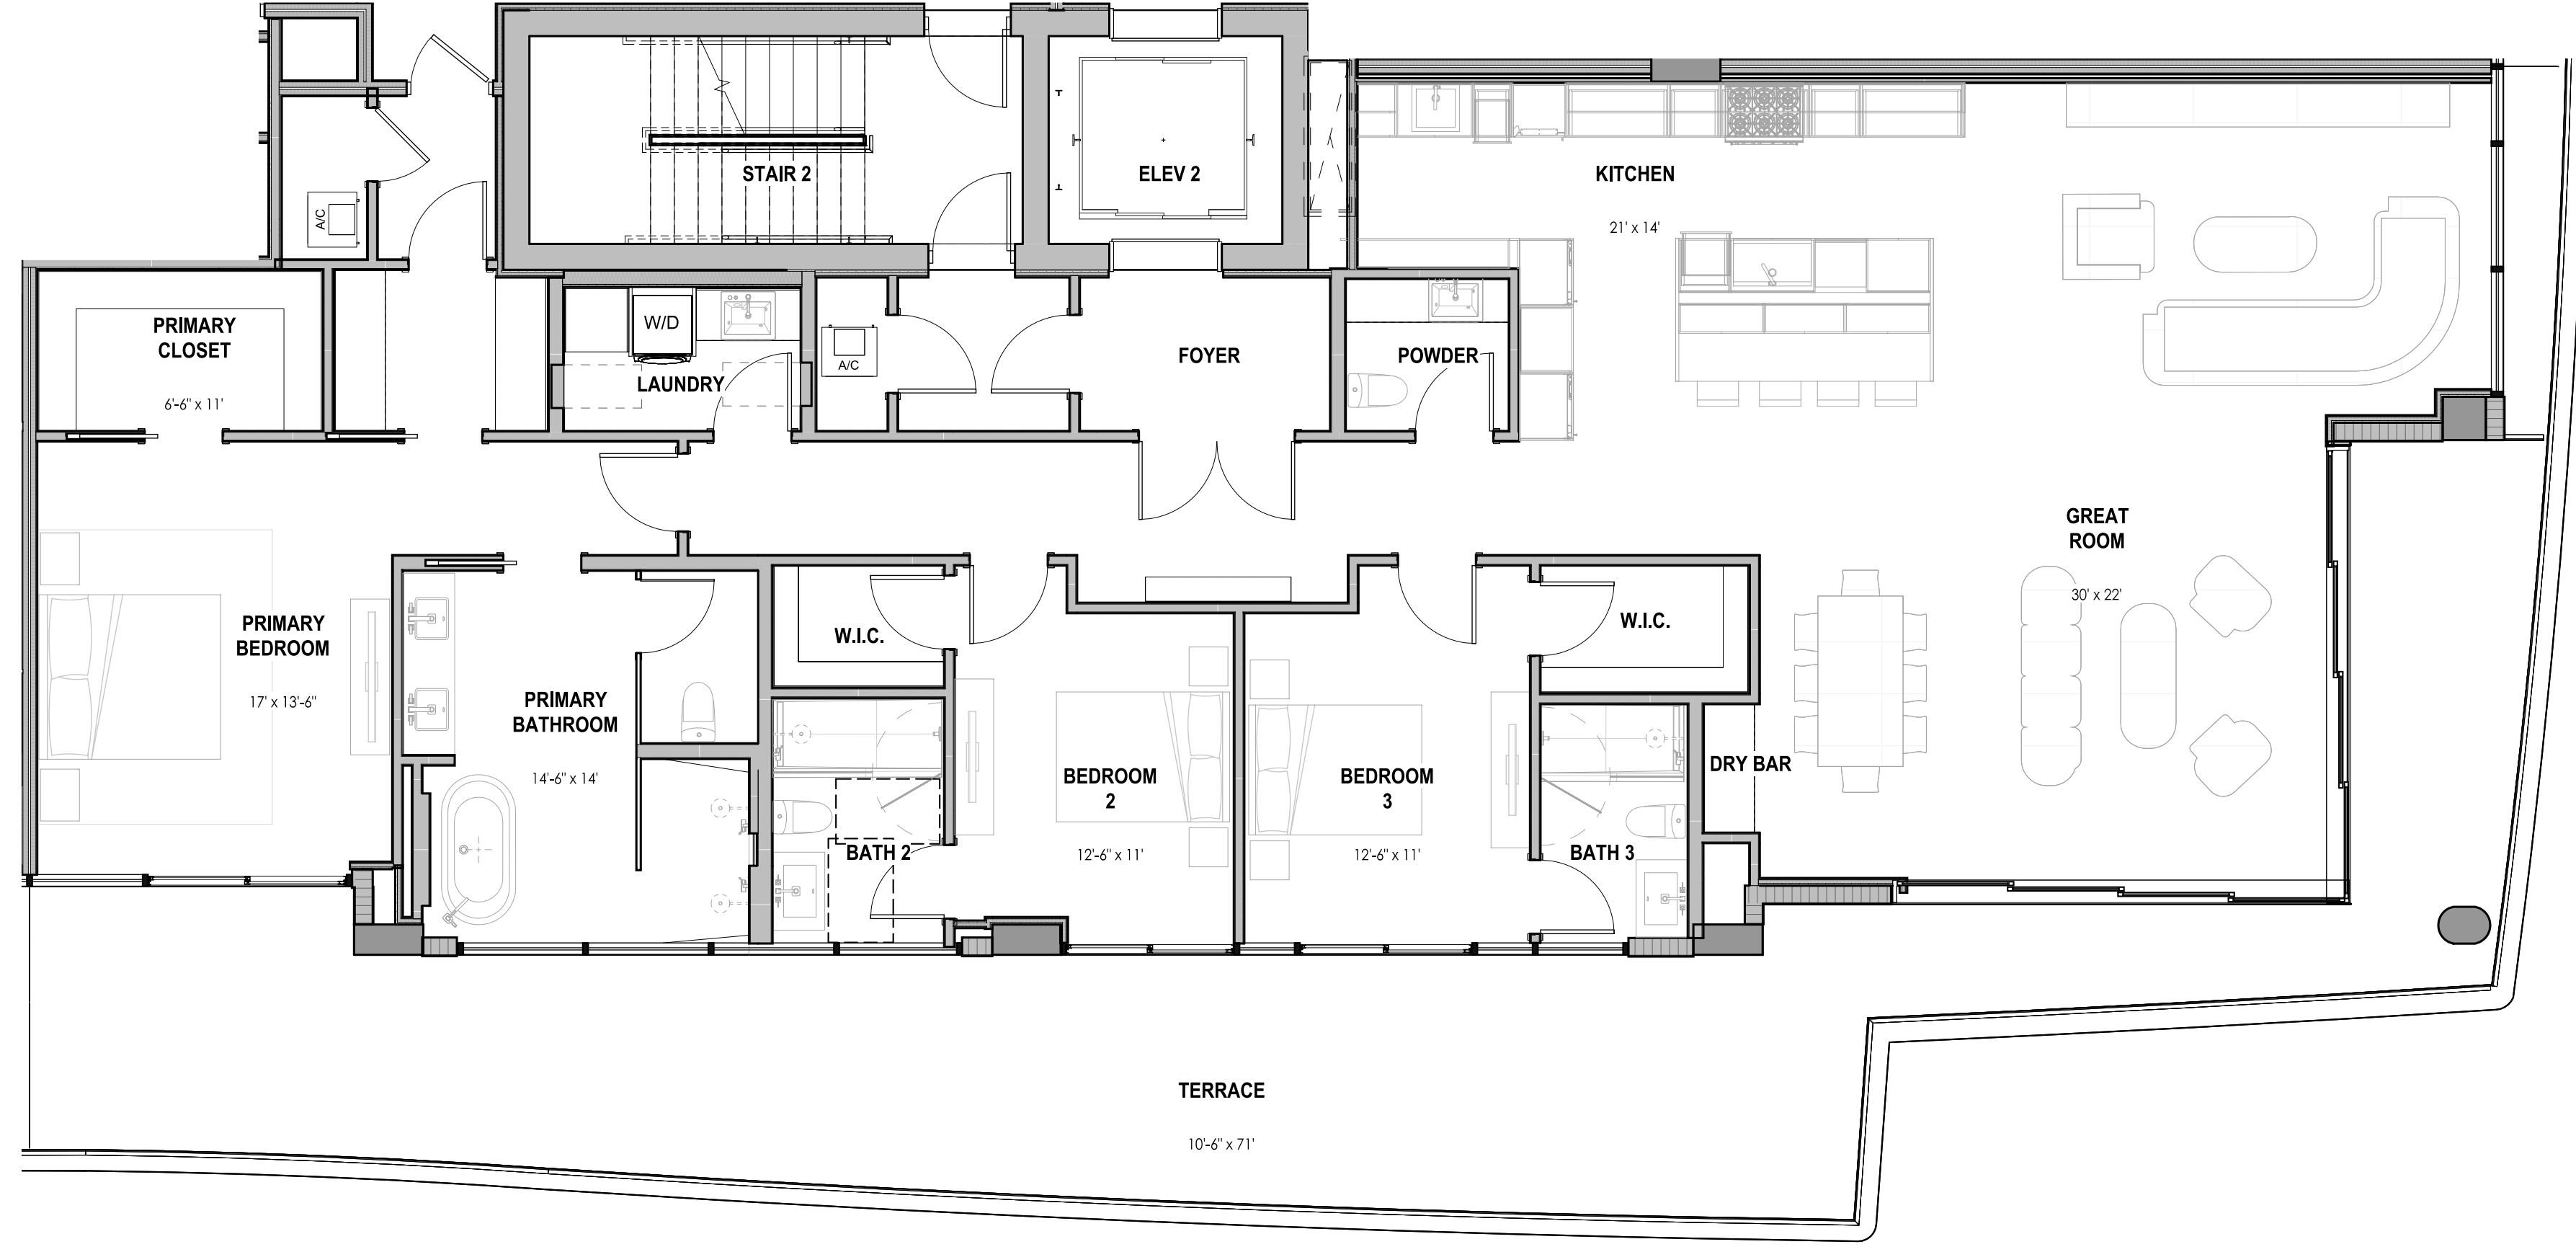 STAIR 2
ELEV 2
KITCHEN
21' x 14'
A/C
PRIMARY
CLOSET
6'-6" x 11'
W/D
LAUNDRY
A/C
FOYER
POWDER
GREAT
ROOM
30' x 22'
PRIMARY
BEDROOM
17' x 13'-6"
PRIMARY
BATHROOM
14'-6" x 14'
W.I.C.
W.I.C.
BEDROOM
2
12'-6" x 11'
BEDROOM
3
12'-6" x 11'
DRY BAR
BATH 2
BATH 3
TERRACE
10'-6" x 71'